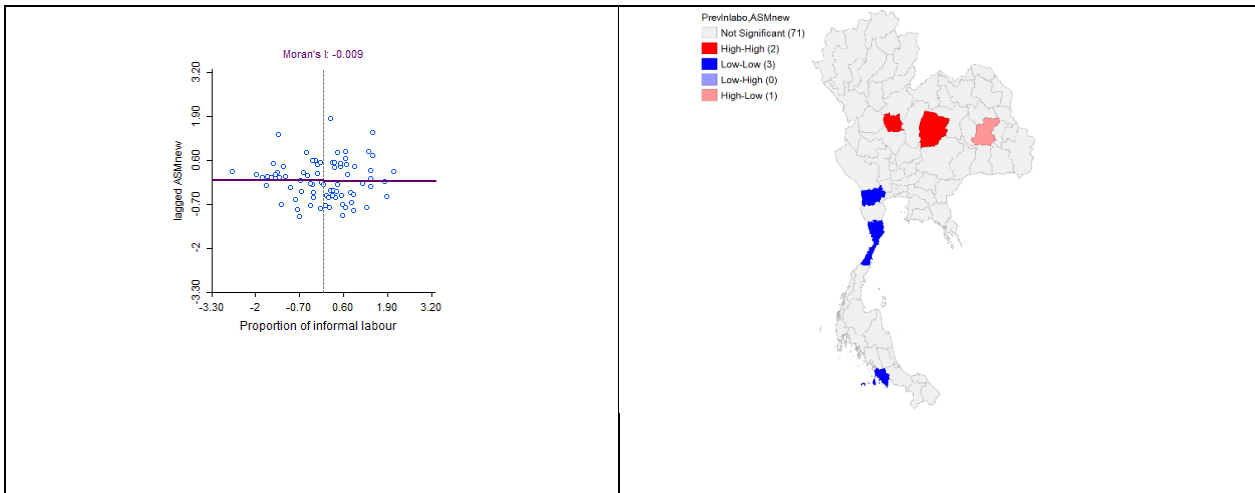 Moran's I: -0.009
3.20
1.90
0.60
-0.70
-2
-3.30
lagged ASMnew
-3.30 -2 -0.70 0.60 1.90 3.20
Proportion of informal labour
PrevInlabo,ASMnew
Not Significant (71)
High-High (2)
Low-Low (3)
Low-High (0)
High-Low (1)